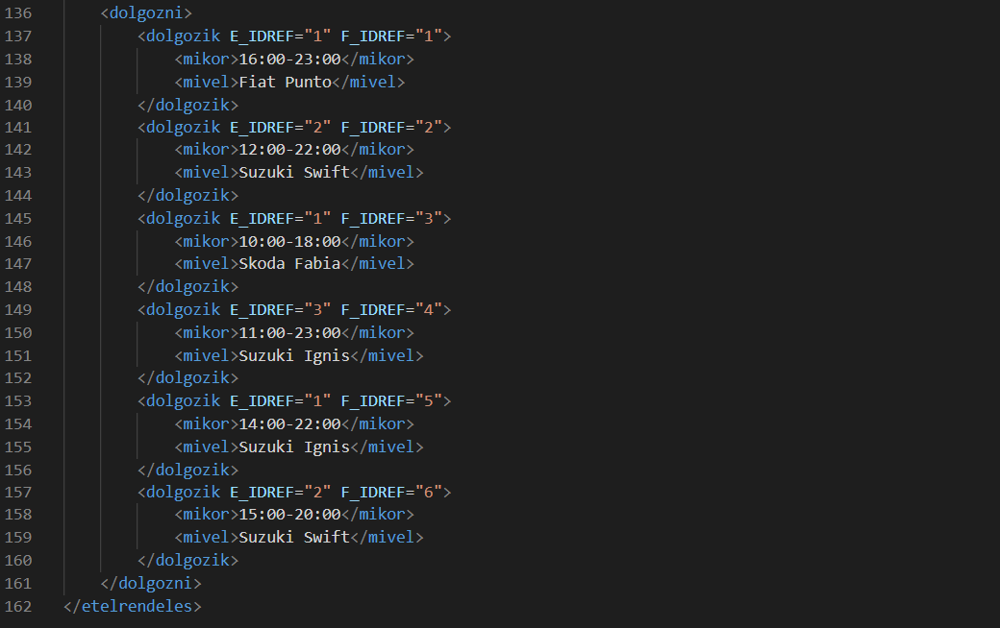 136 <dolgozni>
137 <dolgozik E_IDREF="1" F_IDREF="1">
138 <mikor>16:00-23:00</mikor>
139 <mivel>Fiat Punto</mivel>
140 </dolgozik>
141 <dolgozik E_IDREF="2" F_IDREF="2">
142 <mikor>12:00-22:00</mikor>
143 <mivel>Suzuki Swift</mivel>
144 </dolgozik>
145 <dolgozik E_IDREF="1" F_IDREF="3">
146 <mikor>10:00-18:00</mikor>
147 <mivel>Skoda Fabia</mivel>
148 </dolgozik>
149 <dolgozik E_IDREF="3" F_IDREF="4">
150 <mikor>11:00-23:00</mikor>
151 <mivel>Suzuki Ignis</mivel>
152 </dolgozik>
153 <dolgozik E_IDREF="1" F_IDREF="5">
154 <mikor>14:00-22:00</mikor>
155 <mivel>Suzuki Ignis</mivel>
156 </dolgozik>
157 <dolgozik E_IDREF="2" F_IDREF="6">
158 <mikor>15:00-20:00</mikor>
159 <mivel>Suzuki Swift</mivel>
160 </dolgozik>
161 </dolgozni>
162 </etelrendeles>